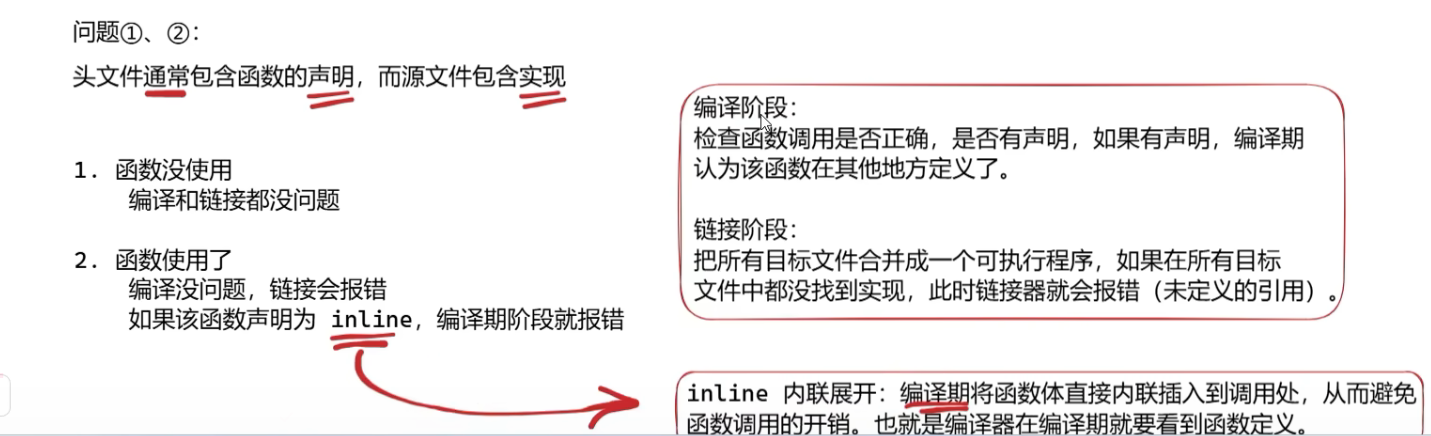 问题①、②：
头文件通常包含函数的声明，而源文件包含实现
1. 函数没使用
编译和链接都没问题
2. 函数使用了
编译没问题，链接会报错
如果该函数声明为 inline，编译期阶段就报错
编译阶段：
检查函数调用是否正确，是否有声明，如果有声明，编译期
认为该函数在其他地方定义了。
链接阶段：
把所有目标文件合并成一个可执行程序，如果在所有目标
文件中都没找到实现，此时链接器就会报错（未定义的引用）。
inline 内联展开：编译期将函数体直接内联插入到调用处，从而避免
函数调用的开销。也就是编译器在编译期就要看到函数定义。